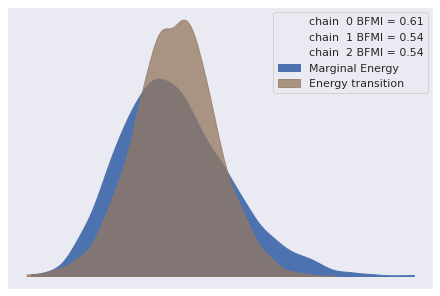 chain  0 BFMI = 0.61
chain  1 BFMI = 0.54
chain  2 BFMI = 0.54
Marginal Energy
Energy transition